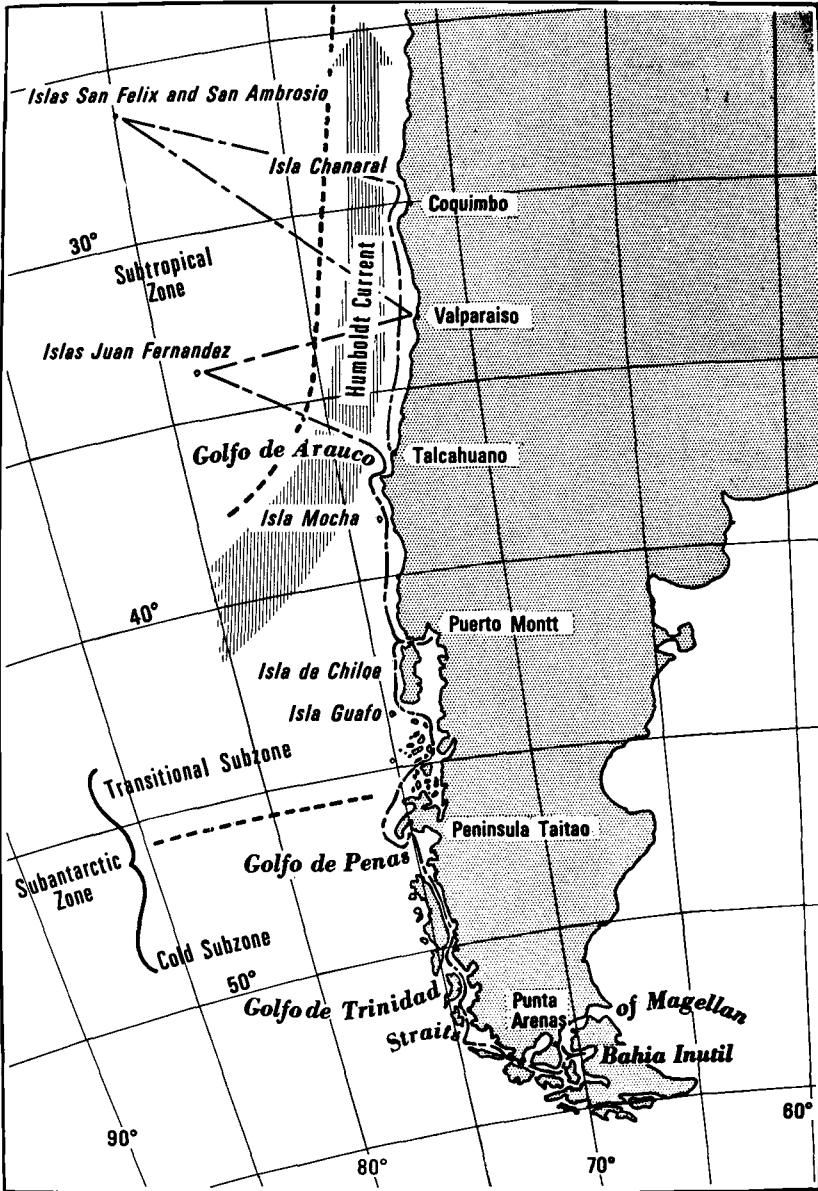 Islas San Felix and San Ambrosio
Isla Chanaral
Coquimbo
30°
Subtropical
Zone
Humboldt Current
Valparaiso
Islas Juan Fernandez
Golfo de Arauco
Talcahuano
Isla Mocha
40°
Puerto Montt
Isla de Chiloe
Isla Guafo
Transitional Subzone
Peninsula Taitao
Golfo de Penas
Subantarctic
Zone
Cold Subzone
50°
Golfo de Trinidad
Punta
Arenas
Straits
of Magellan
Bahia Inutil
60°
90°
80°
70°